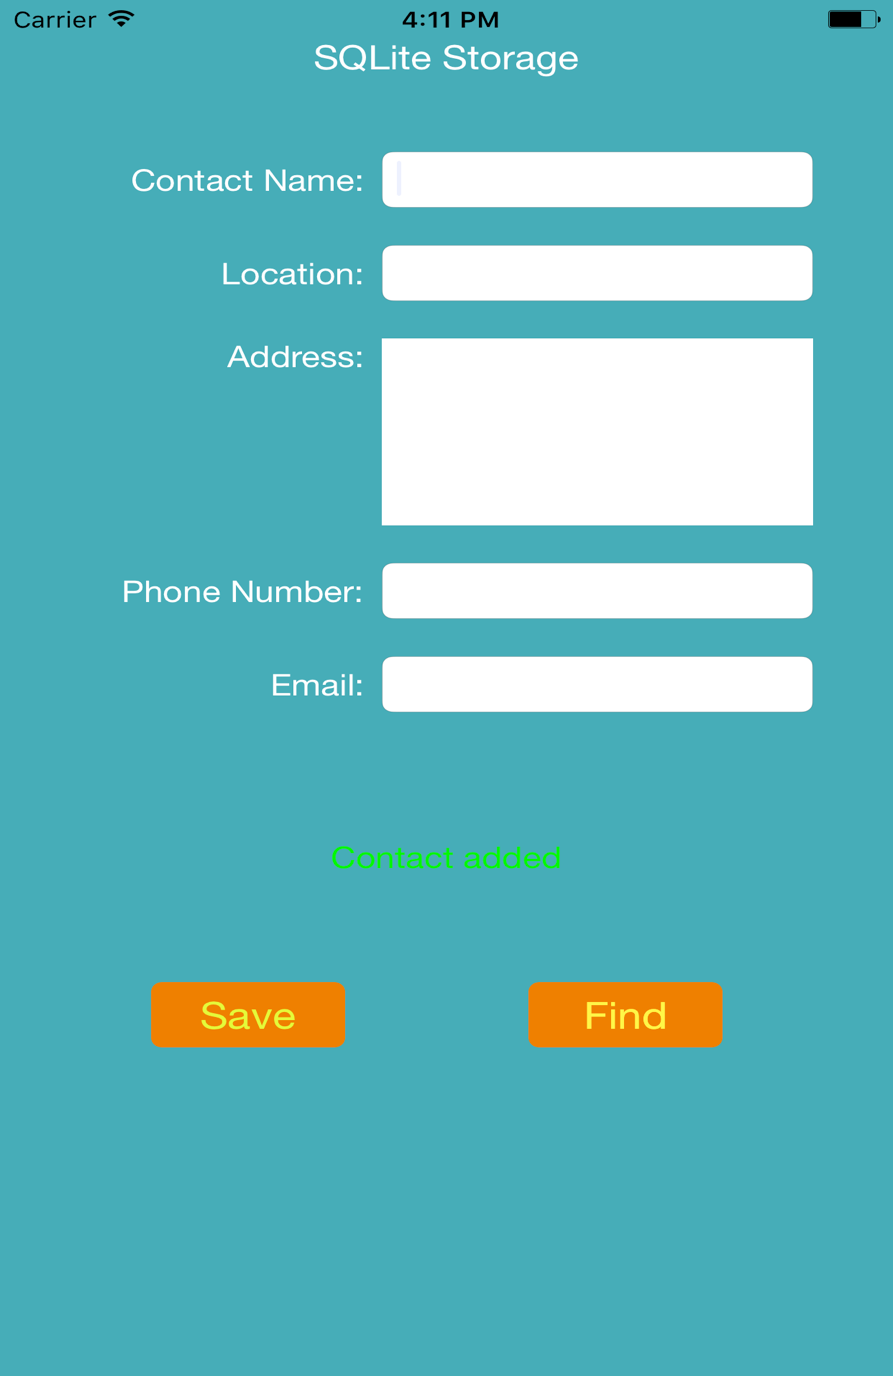 Carrier 4:11 PM
SQLite Storage
Contact Name:
Location:
Address:
Phone Number:
Email:
Contact added
Save Find